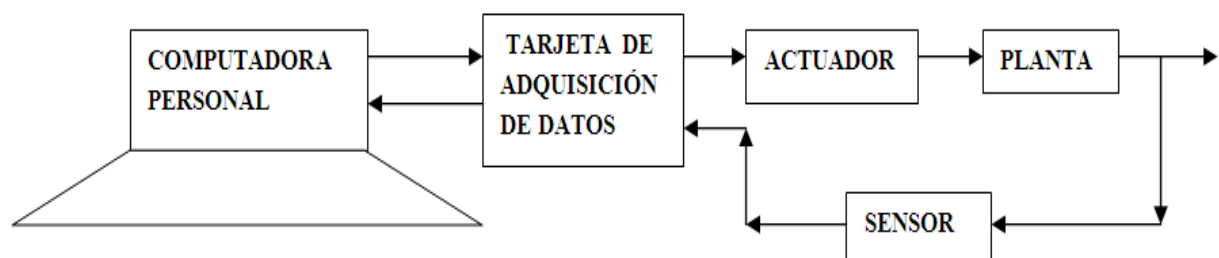 COMPUTADORA
PERSONAL
TARJETA DE
ADQUISICIÓN
DE DATOS
ACTUADOR
PLANTA
SENSOR